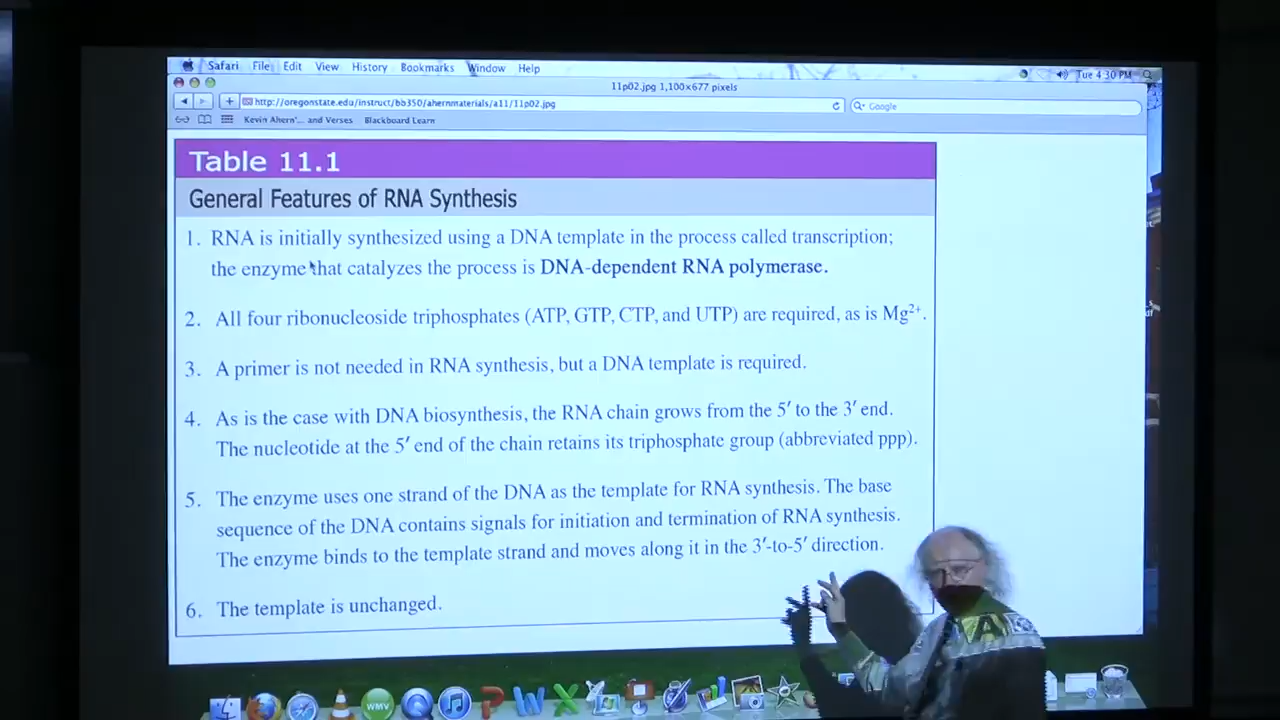 Safari File Edit View History Bookmarks Window Help Tue 4:30 PM
11p02.jpg 1,100×677 pixels
http://oregonstate.edu/instruct/bb350/ahernmaterials/a11/11p02.jpg Google
Kevin Ahern'... and Verses Blackboard Learn
Table 11.1
General Features of RNA Synthesis
1. RNA is initially synthesized using a DNA template in the process called transcription;
the enzyme that catalyzes the process is DNA-dependent RNA polymerase.
2. All four ribonucleoside triphosphates (ATP, GTP, CTP, and UTP) are required, as is Mg²⁺.
3. A primer is not needed in RNA synthesis, but a DNA template is required.
4. As is the case with DNA biosynthesis, the RNA chain grows from the 5′ to the 3′ end.
The nucleotide at the 5′ end of the chain retains its triphosphate group (abbreviated ppp).
5. The enzyme uses one strand of the DNA as the template for RNA synthesis. The base
sequence of the DNA contains signals for initiation and termination of RNA synthesis.
The enzyme binds to the template strand and moves along it in the 3′-to-5′ direction.
6. The template is unchanged.
A
WMV P W X